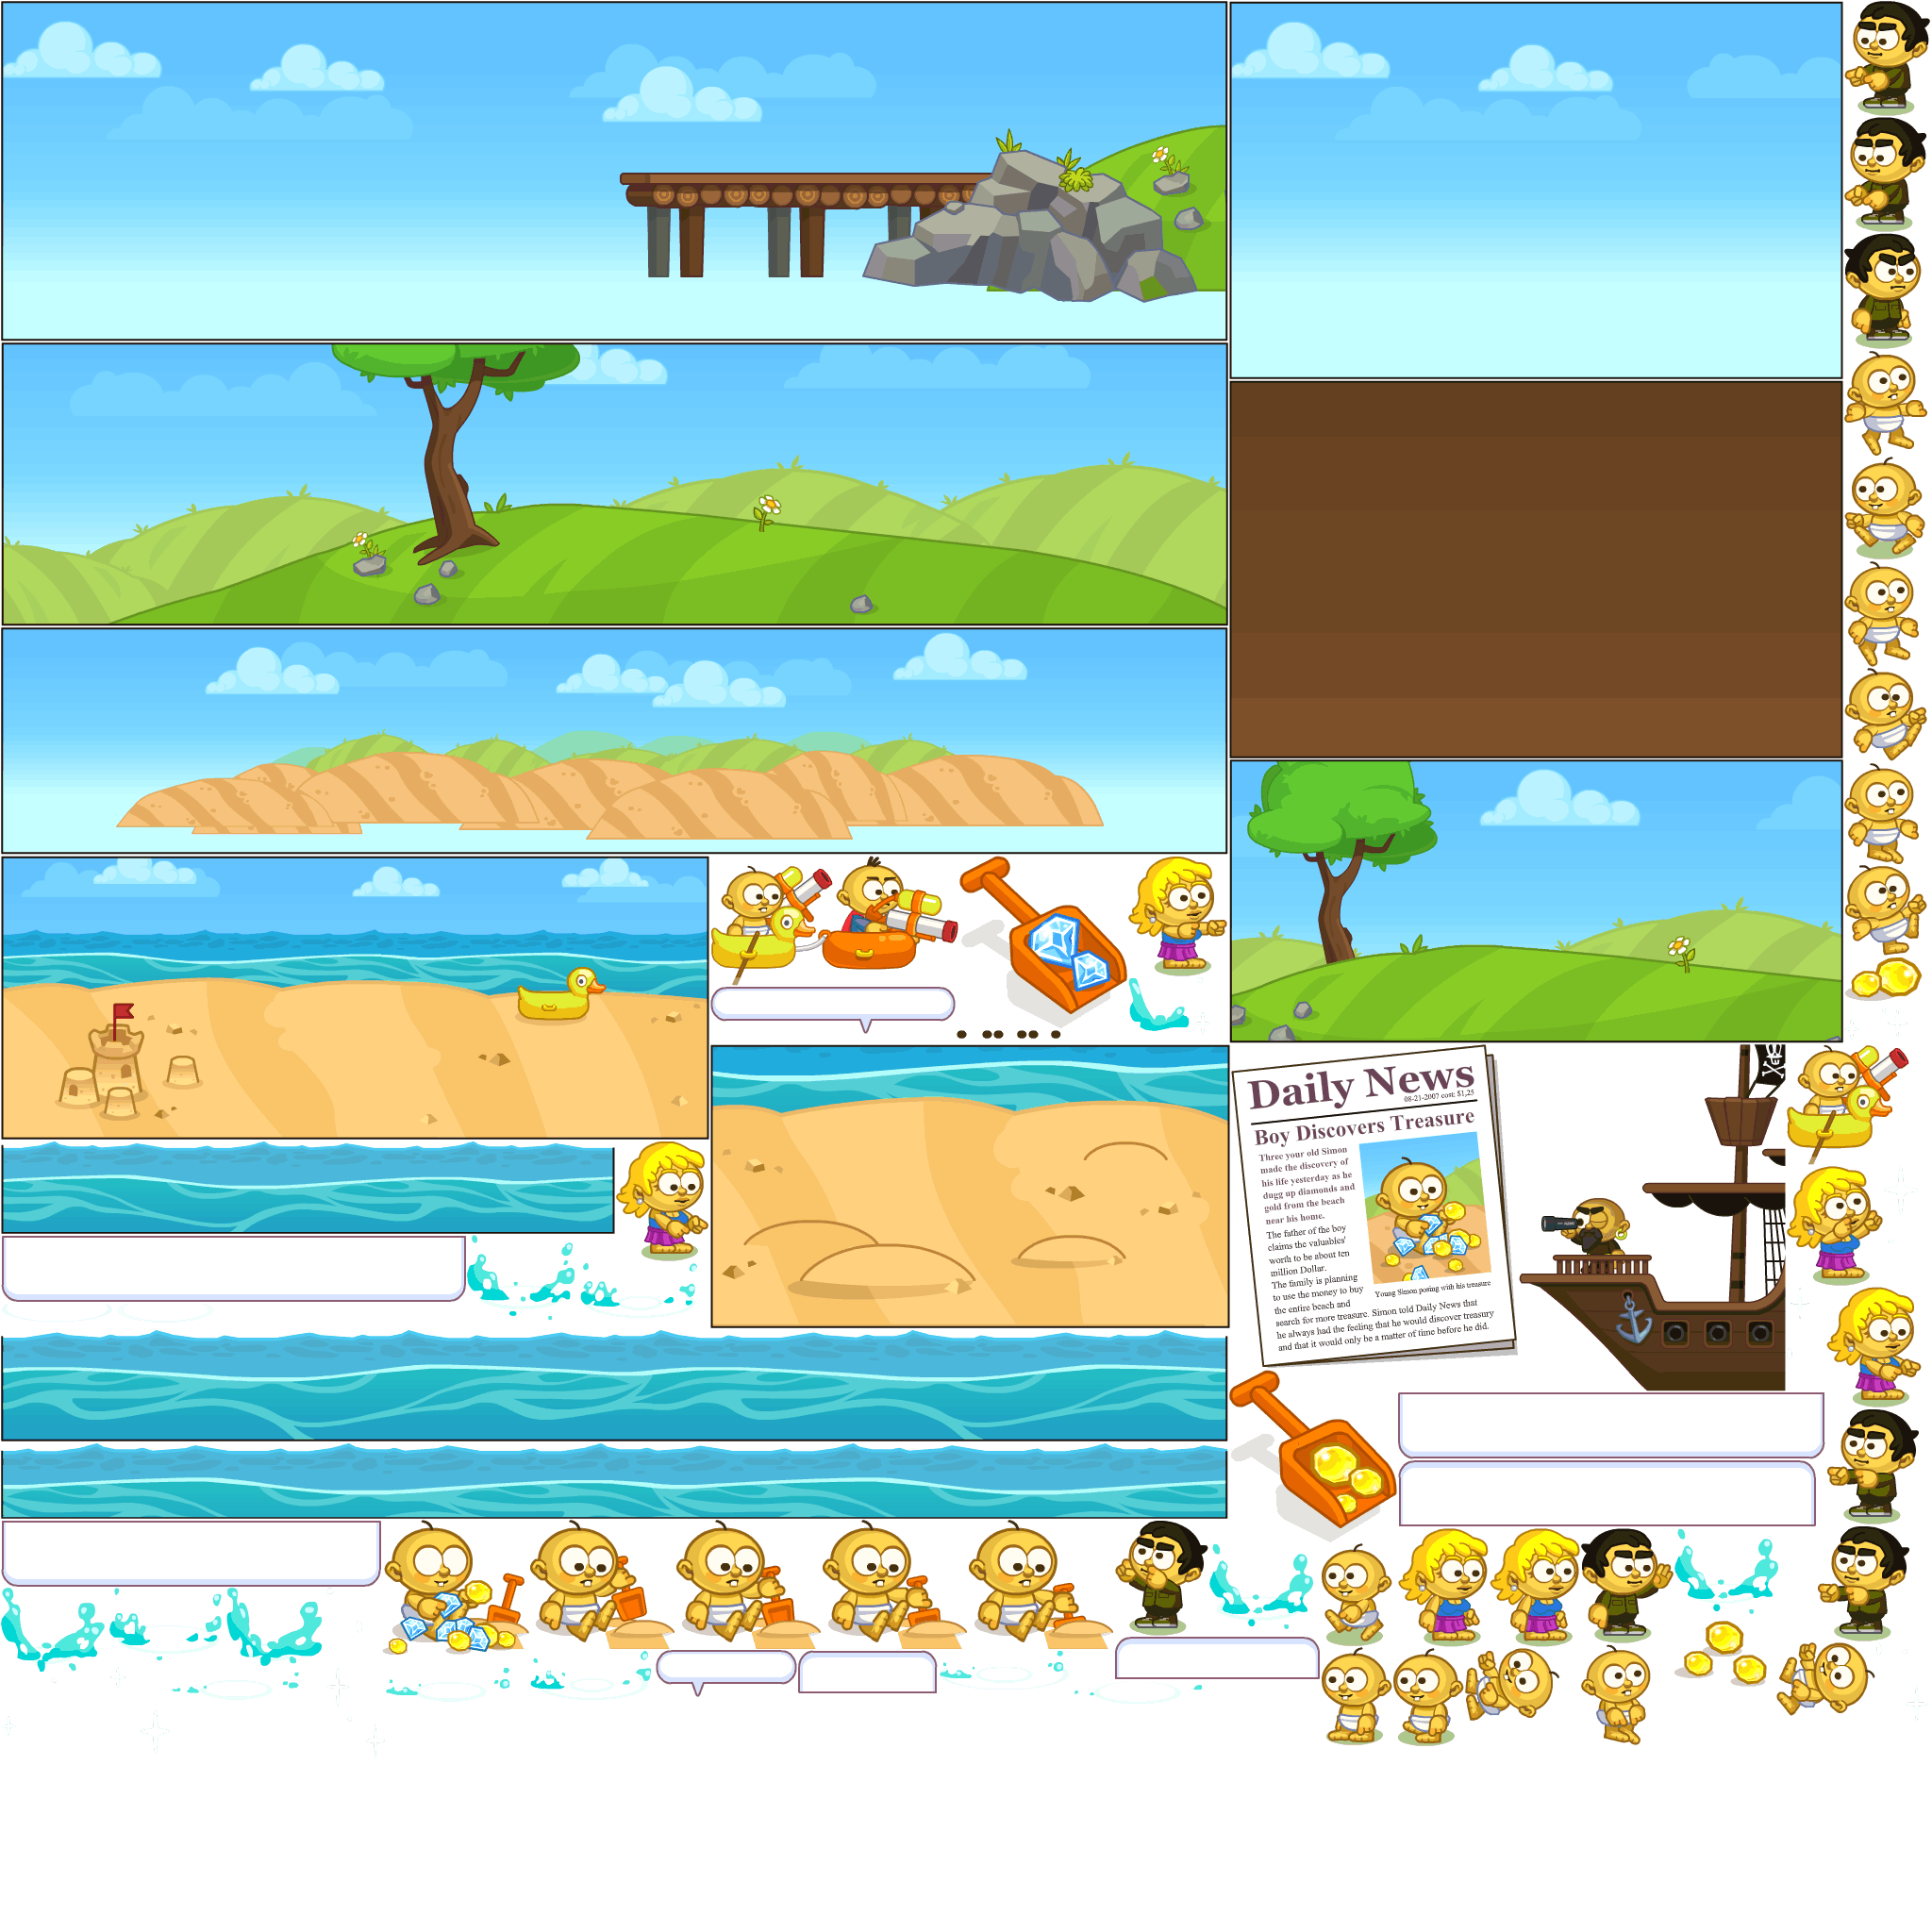 Daily News
08-21-2007 cost: $1,25
Boy Discovers Treasure
Three your old Simon
made the discovery of
his life yesterday as he
dugg up diamonds and
gold from the beach
near his home.
The father of the boy
claims the valuables'
worth to be about ten
million Dollar.
The family is planning
to use the money to buy
the entire beach and
search for more treasure. Simon told Daily News that
he always had the feeling that he would discover treasury
and that it would only be a matter of time before he did.
Young Simon posing with his treasure